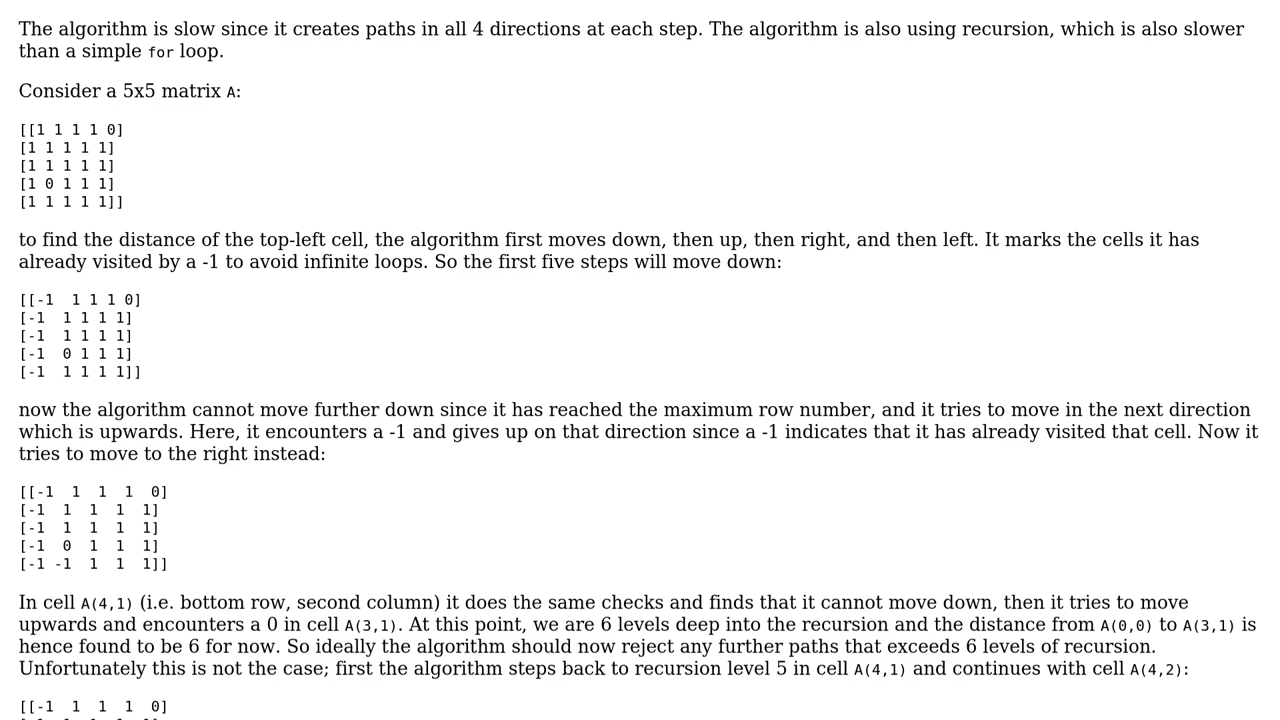 The algorithm is slow since it creates paths in all 4 directions at each step. The algorithm is also using recursion, which is also slower
than a simple for loop.
Consider a 5x5 matrix A:
[[1 1 1 1 0]
[1 1 1 1 1]
[1 1 1 1 1]
[1 0 1 1 1]
[1 1 1 1 1]]
to find the distance of the top-left cell, the algorithm first moves down, then up, then right, and then left. It marks the cells it has
already visited by a -1 to avoid infinite loops. So the first five steps will move down:
[[-1  1 1 1 0]
[-1  1 1 1 1]
[-1  1 1 1 1]
[-1  0 1 1 1]
[-1  1 1 1 1]]
now the algorithm cannot move further down since it has reached the maximum row number, and it tries to move in the next direction
which is upwards. Here, it encounters a -1 and gives up on that direction since a -1 indicates that it has already visited that cell. Now it
tries to move to the right instead:
[[-1  1  1  1  0]
[-1  1  1  1  1]
[-1  1  1  1  1]
[-1  0  1  1  1]
[-1 -1  1  1  1]]
In cell A(4,1) (i.e. bottom row, second column) it does the same checks and finds that it cannot move down, then it tries to move
upwards and encounters a 0 in cell A(3,1). At this point, we are 6 levels deep into the recursion and the distance from A(0,0) to A(3,1) is
hence found to be 6 for now. So ideally the algorithm should now reject any further paths that exceeds 6 levels of recursion.
Unfortunately this is not the case; first the algorithm steps back to recursion level 5 in cell A(4,1) and continues with cell A(4,2):
[[-1  1  1  1  0]